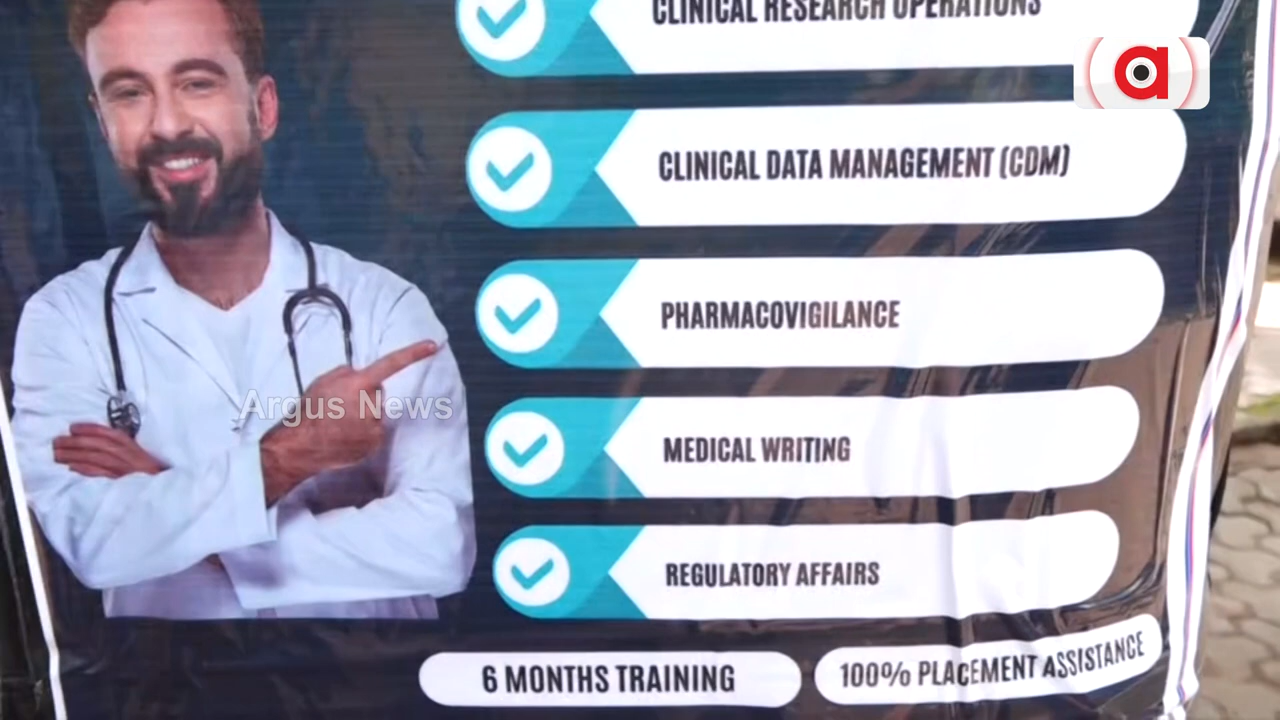 CLINICAL RESEARCH OPERATIONS
a
CLINICAL DATA MANAGEMENT (CDM)
PHARMACOVIGILANCE
Argus News
MEDICAL WRITING
REGULATORY AFFAIRS
6 MONTHS TRAINING
100% PLACEMENT ASSISTANCE